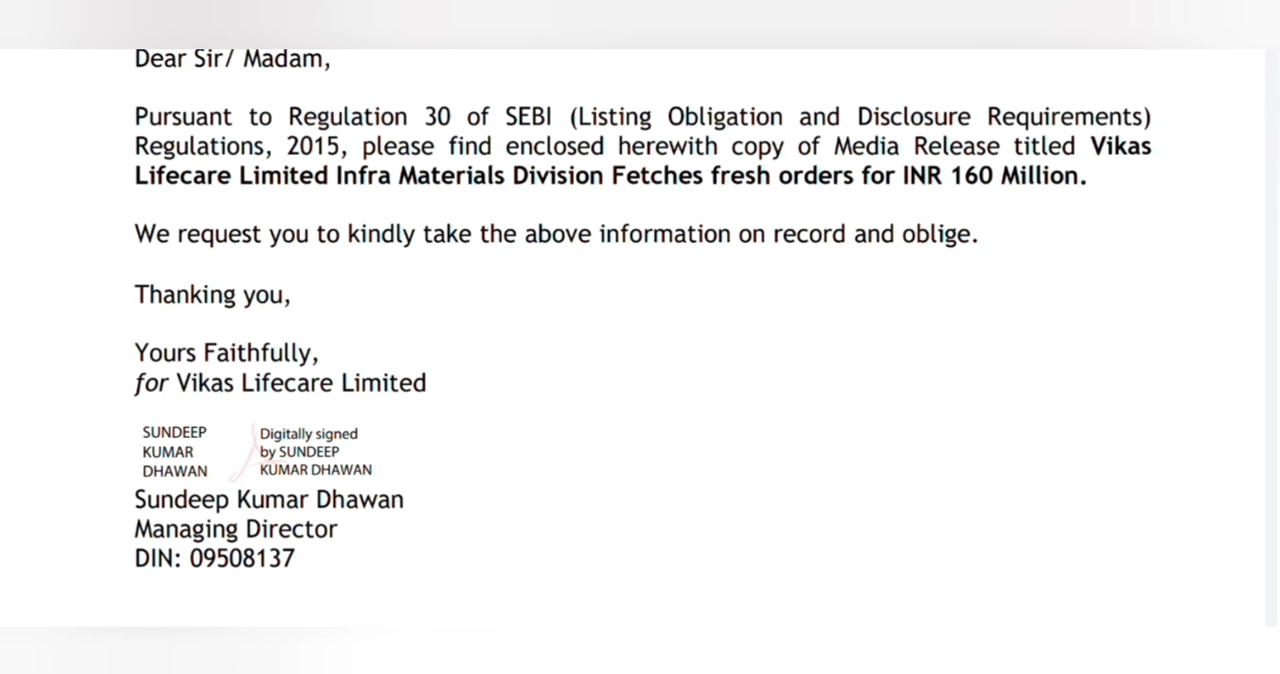 Dear Sir/ Madam,
Pursuant to Regulation 30 of SEBI (Listing Obligation and Disclosure Requirements)
Regulations, 2015, please find enclosed herewith copy of Media Release titled Vikas
Lifecare Limited Infra Materials Division Fetches fresh orders for INR 160 Million.
We request you to kindly take the above information on record and oblige.
Thanking you,
Yours Faithfully,
for Vikas Lifecare Limited
SUNDEEP
KUMAR
DHAWAN
Digitally signed
by SUNDEEP
KUMAR DHAWAN
Sundeep Kumar Dhawan
Managing Director
DIN: 09508137